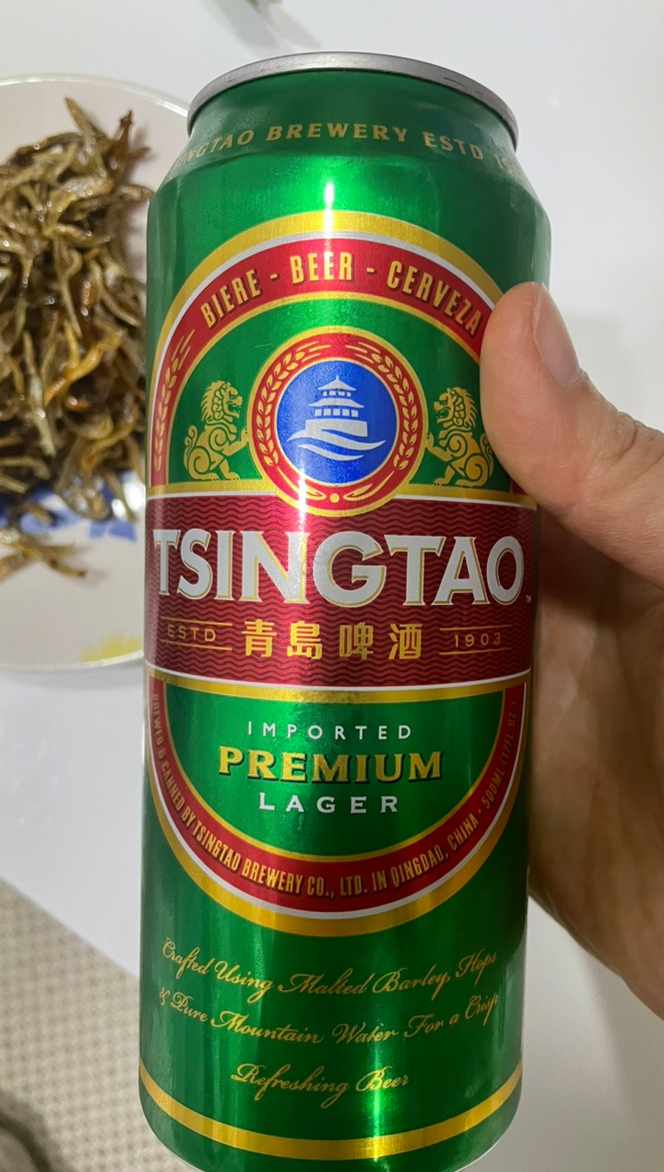 BREWERY ESTD
BIERE - BEER - CERVEZA
TSINGTAO
ESTD 青島啤酒 1903
IMPORTED
PREMIUM
LAGER
BREWED & CANNED BY TSINGTAO BREWERY CO., LTD. IN QINGDAO, CHINA - 500ML (17FL OZ.)
Crafted Using Malted Barley, Hops
& Pure Mountain Water For a Crisp
Refreshing Beer